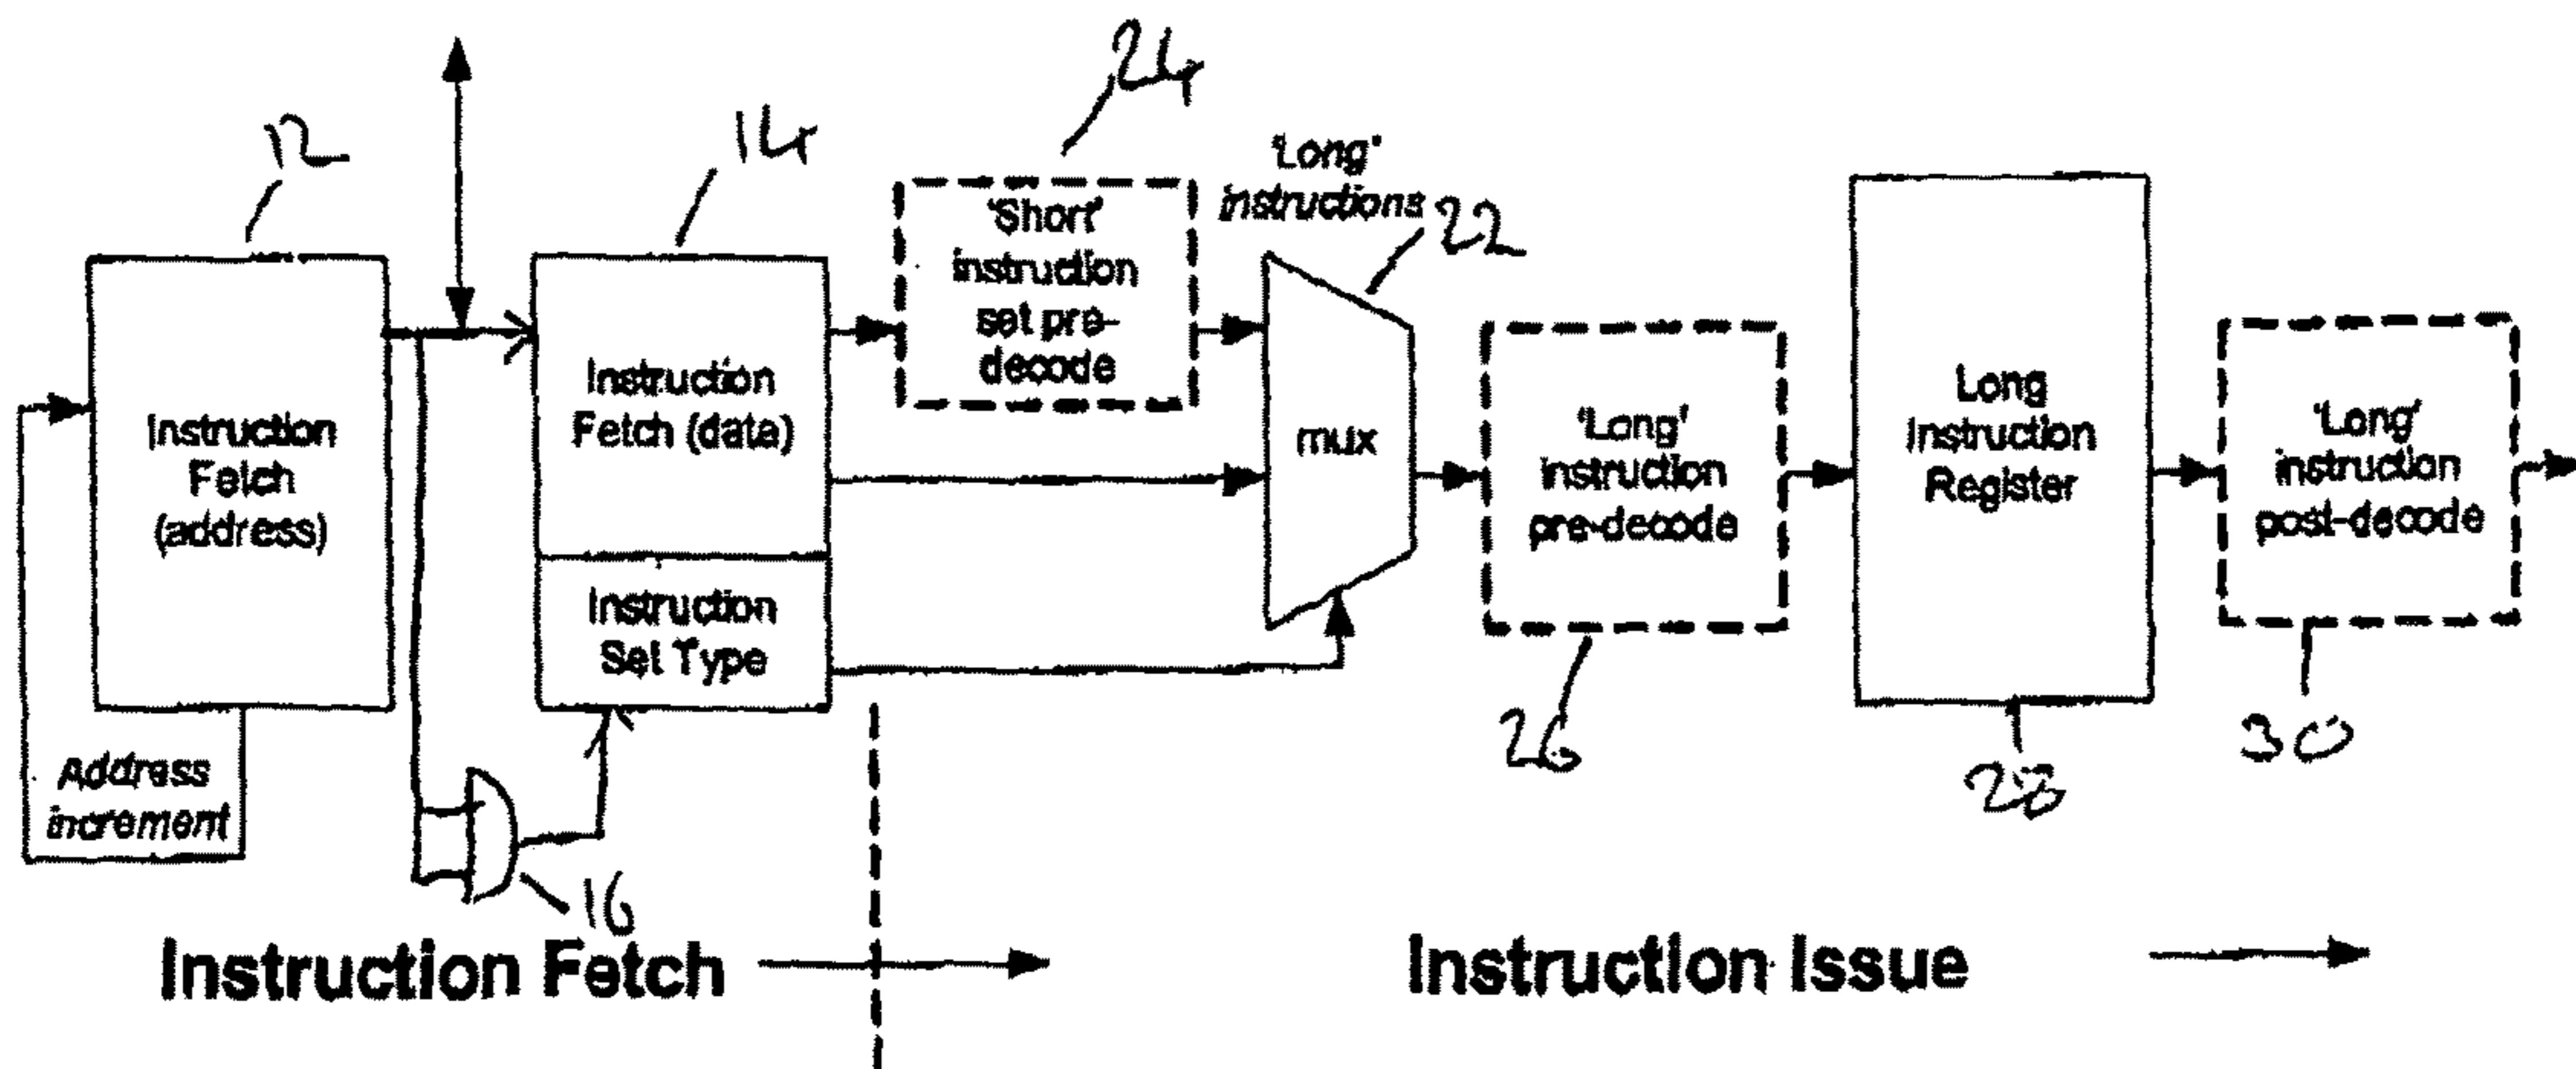 12
Instruction
Fetch
(address)
Address
increment
14
Instruction
Fetch (data)
Instruction
Set Type
16
24
'Short'
instruction
set pre-
decode
'Long'
instructions
22
mux
'Long'
instruction
pre-decode
26
Long
Instruction
Register
28
'Long'
instruction
post-decode
30
Instruction Fetch
Instruction Issue